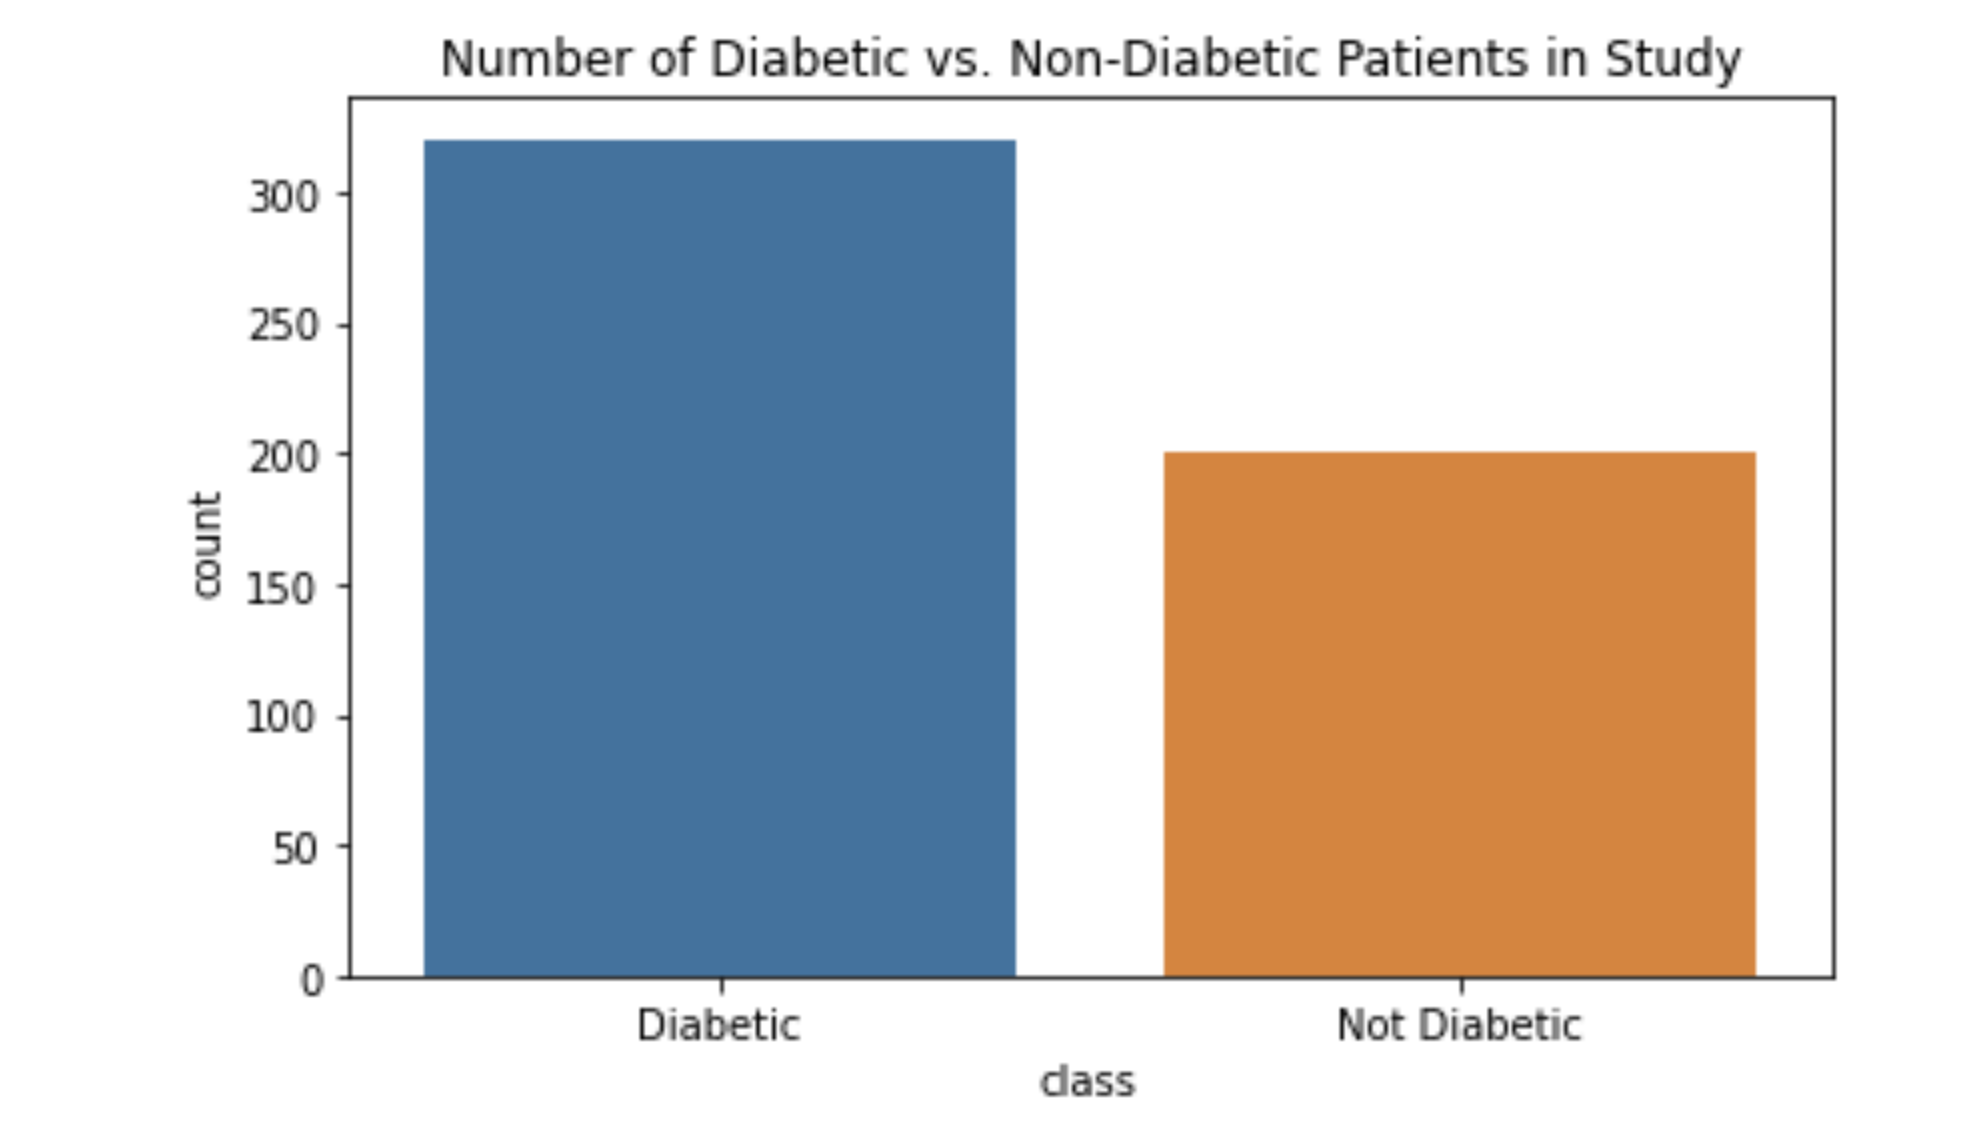 Number of Diabetic vs. Non-Diabetic Patients in Study
300
250
200
150
100
50
0
count
Diabetic
Not Diabetic
class